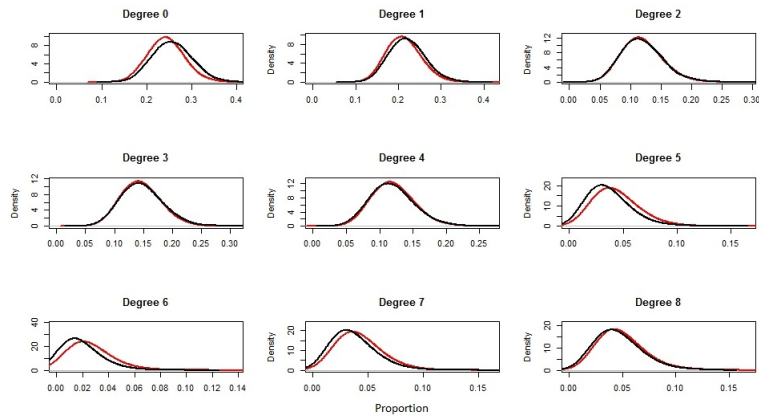 Degree 0
Degree 1
Degree 2
Density
Density
0 4 8
0 4 8
0 4 8 12
0.0 0.1 0.2 0.3 0.4
0.0 0.1 0.2 0.3 0.4
0.00 0.05 0.10 0.15 0.20 0.25 0.30
Degree 3
Degree 4
Degree 5
Density
Density
Density
0 4 8 12
0 4 8 12
0 10 20
0.00 0.05 0.10 0.15 0.20 0.25 0.30
0.00 0.05 0.10 0.15 0.20 0.25
0.00 0.05 0.10 0.15
Degree 6
Degree 7
Degree 8
Density
Density
0 20 40
0 10 20
0 10 20
0.00 0.02 0.04 0.06 0.08 0.10 0.12 0.14
0.00 0.05 0.10 0.15
0.00 0.05 0.10 0.15
Proportion